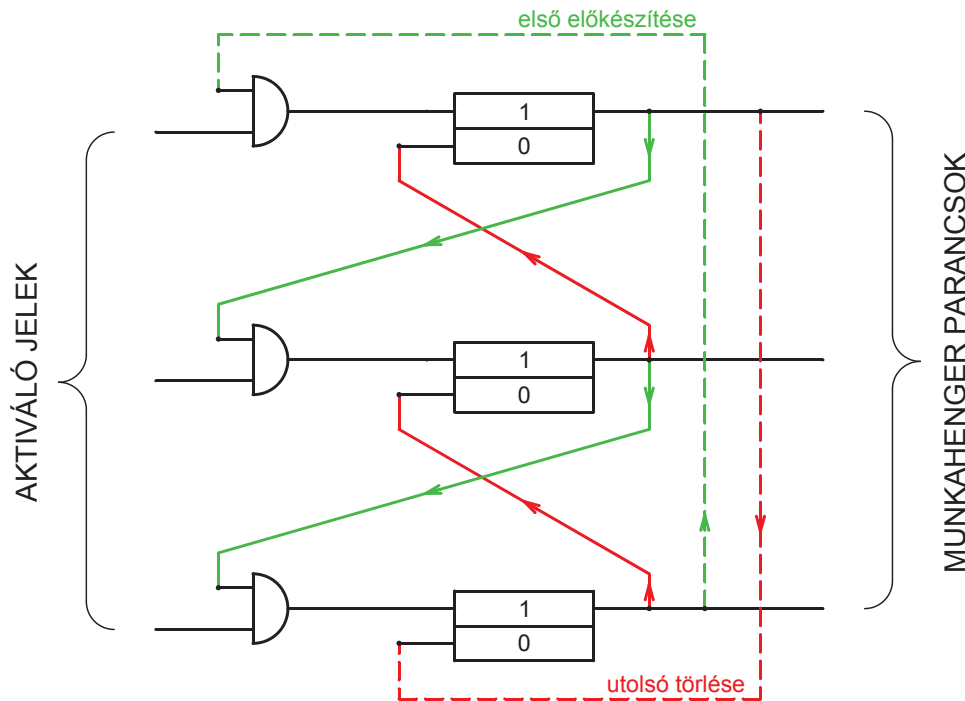 első előkészítése
1
0
AKTIVÁLÓ JELEK
1
0
MUNKAHENGER PARANCSOK
1
0
utolsó törlése